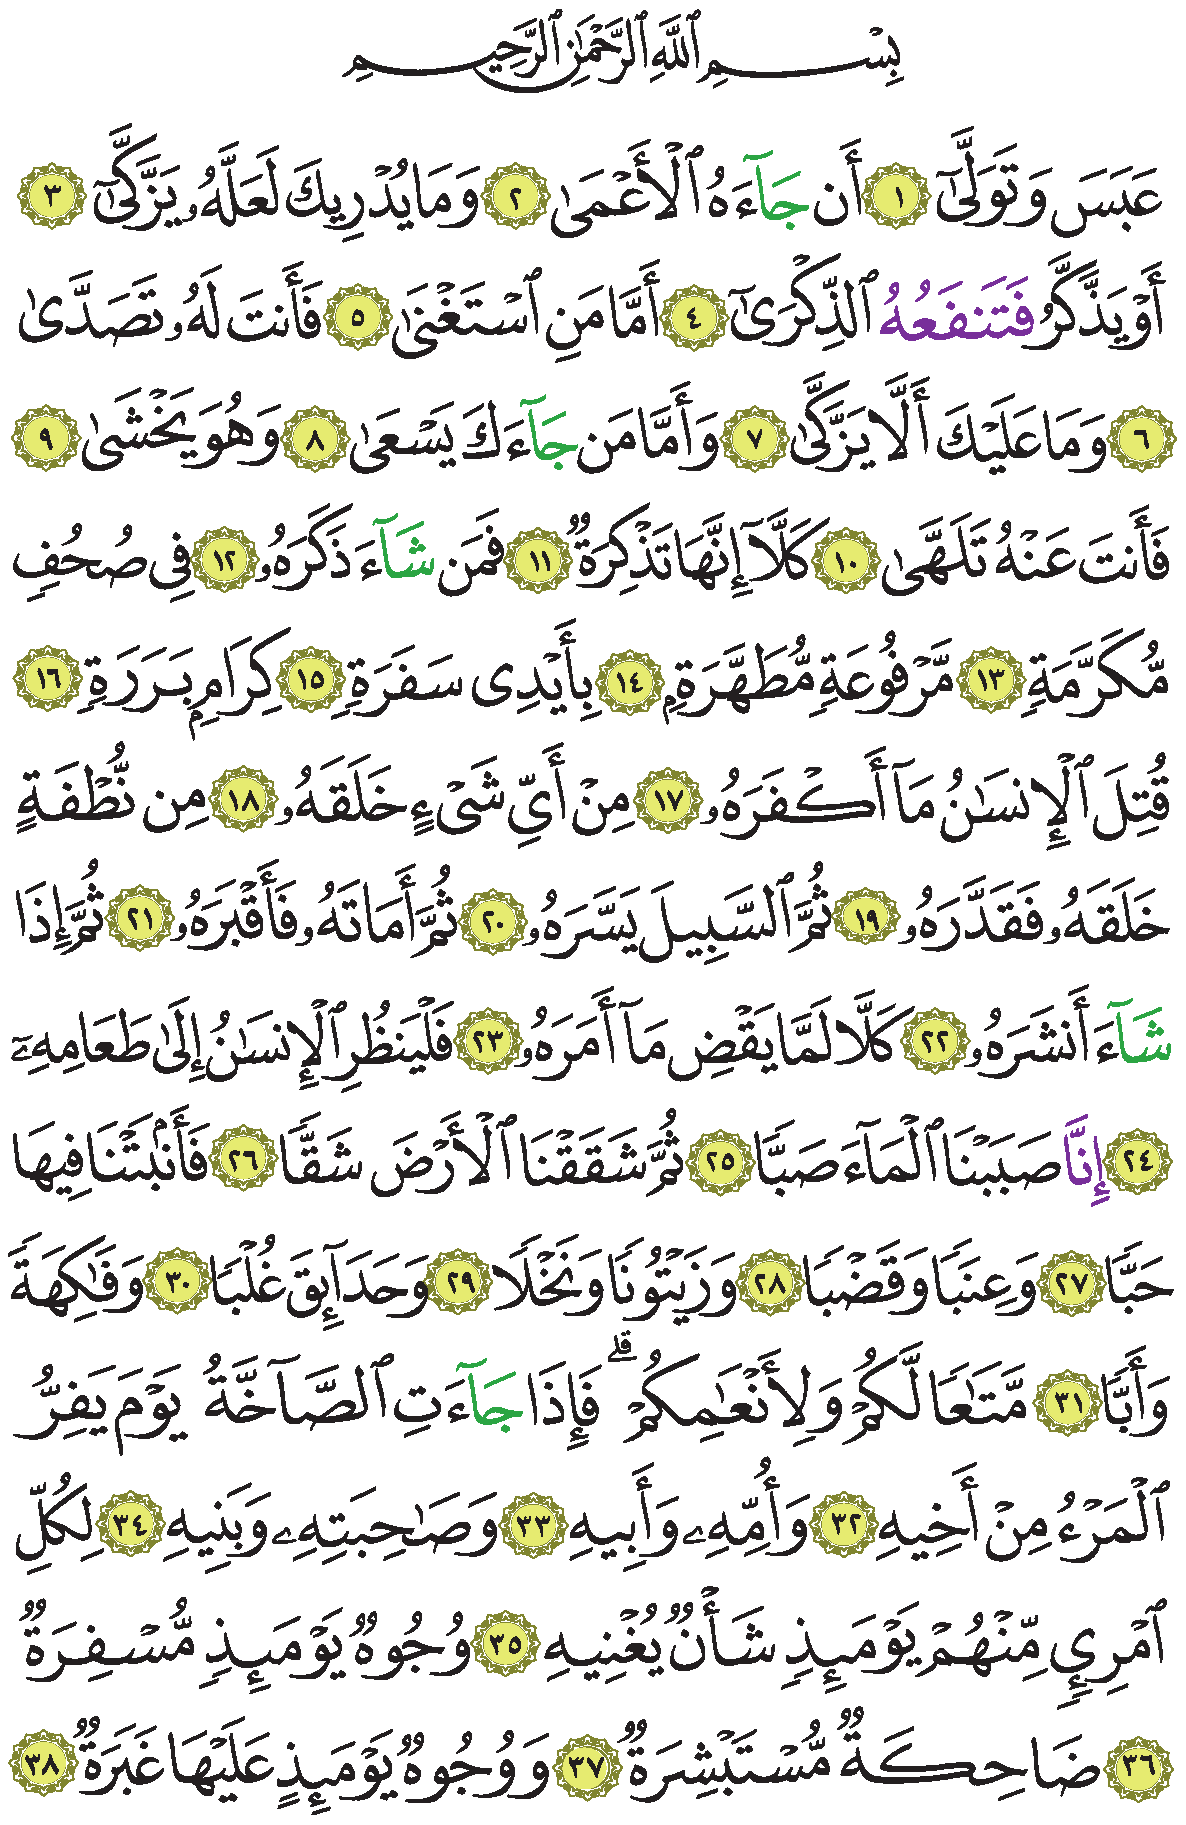 بِسْمِ ٱللَّهِ ٱلرَّحْمَٰنِ ٱلرَّحِيمِ
عَبَسَ وَتَوَلَّىٰٓ ١ أَن جَآءَهُ ٱلْأَعْمَىٰ ٢ وَمَا يُدْرِيكَ لَعَلَّهُۥ يَزَّكَّىٰٓ ٣
أَوْ يَذَّكَّرُ فَتَنفَعُهُ ٱلذِّكْرَىٰٓ ٤ أَمَّا مَنِ ٱسْتَغْنَىٰ ٥ فَأَنتَ لَهُۥ تَصَدَّىٰ
٦ وَمَا عَلَيْكَ أَلَّا يَزَّكَّىٰ ٧ وَأَمَّا مَن جَآءَكَ يَسْعَىٰ ٨ وَهُوَ يَخْشَىٰ ٩
فَأَنتَ عَنْهُ تَلَهَّىٰ ١٠ كَلَّآ إِنَّهَا تَذْكِرَةٌ ١١ فَمَن شَآءَ ذَكَرَهُۥ ١٢ فِى صُحُفٍ
مُّكَرَّمَةٍ ١٣ مَّرْفُوعَةٍ مُّطَهَّرَةٍۭ ١٤ بِأَيْدِى سَفَرَةٍ ١٥ كِرَامٍۭ بَرَرَةٍ ١٦
قُتِلَ ٱلْإِنسَٰنُ مَآ أَكْفَرَهُۥ ١٧ مِنْ أَىِّ شَىْءٍ خَلَقَهُۥ ١٨ مِن نُّطْفَةٍ
خَلَقَهُۥ فَقَدَّرَهُۥ ١٩ ثُمَّ ٱلسَّبِيلَ يَسَّرَهُۥ ٢٠ ثُمَّ أَمَاتَهُۥ فَأَقْبَرَهُۥ ٢١ ثُمَّ إِذَا
شَآءَ أَنشَرَهُۥ ٢٢ كَلَّا لَمَّا يَقْضِ مَآ أَمَرَهُۥ ٢٣ فَلْيَنظُرِ ٱلْإِنسَٰنُ إِلَىٰ طَعَامِهِۦٓ
٢٤ إِنَّا صَبَبْنَا ٱلْمَآءَ صَبًّا ٢٥ ثُمَّ شَقَقْنَا ٱلْأَرْضَ شَقًّا ٢٦ فَأَنۢبَتْنَا فِيهَا
حَبًّا ٢٧ وَعِنَبًا وَقَضْبًا ٢٨ وَزَيْتُونًا وَنَخْلًا ٢٩ وَحَدَآئِقَ غُلْبًا ٣٠ وَفَٰكِهَةً
وَأَبًّا ٣١ مَّتَٰعًا لَّكُمْ وَلِأَنْعَٰمِكُمْ ۖ فَإِذَا جَآءَتِ ٱلصَّآخَّةُ يَوْمَ يَفِرُّ
ٱلْمَرْءُ مِنْ أَخِيهِ ٣٢ وَأُمِّهِۦ وَأَبِيهِ ٣٣ وَصَٰحِبَتِهِۦ وَبَنِيهِ ٣٤ لِكُلِّ
ٱمْرِئٍ مِّنْهُمْ يَوْمَئِذٍ شَأْنٌ يُغْنِيهِ ٣٥ وُجُوهٌ يَوْمَئِذٍ مُّسْفِرَةٌ
٣٦ ضَاحِكَةٌ مُّسْتَبْشِرَةٌ ٣٧ وَوُجُوهٌ يَوْمَئِذٍ عَلَيْهَا غَبَرَةٌ ٣٨